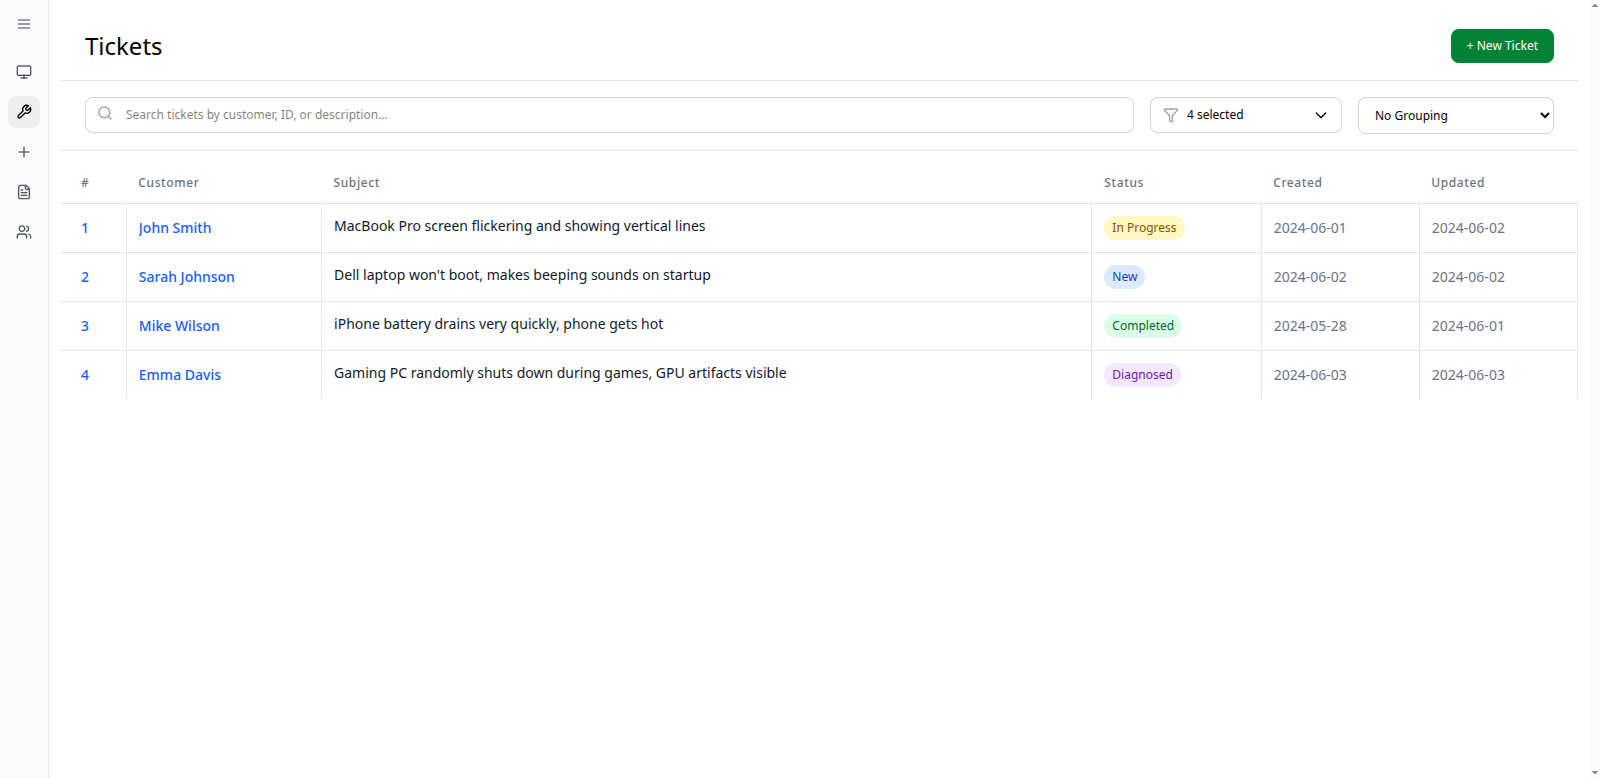 Tickets
+ New Ticket
Search tickets by customer, ID, or description...
4 selected
No Grouping
# Customer Subject Status Created Updated
1 John Smith MacBook Pro screen flickering and showing vertical lines In Progress 2024-06-01 2024-06-02
2 Sarah Johnson Dell laptop won't boot, makes beeping sounds on startup New 2024-06-02 2024-06-02
3 Mike Wilson iPhone battery drains very quickly, phone gets hot Completed 2024-05-28 2024-06-01
4 Emma Davis Gaming PC randomly shuts down during games, GPU artifacts visible Diagnosed 2024-06-03 2024-06-03